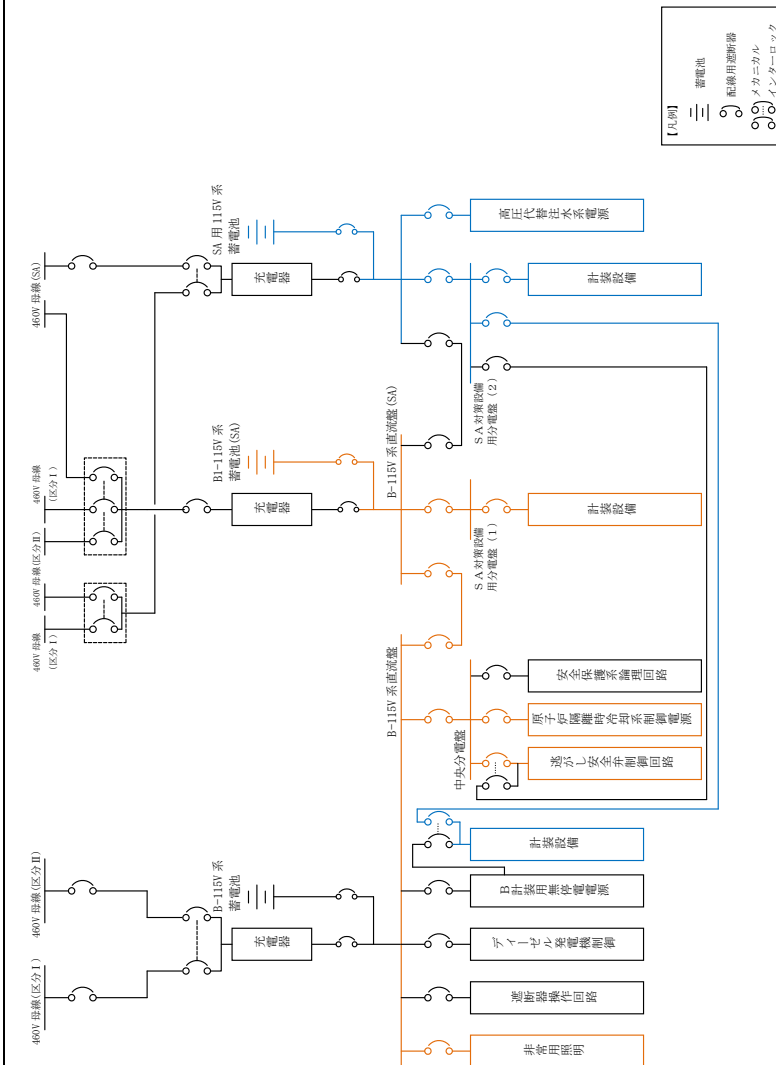 【凡例】
蓄電池
配線用遮断器
メカニカル
インターロック
460V 母線(SA)
SA 用 115V 系
蓄電池
充電器
高圧代替注水系電源
計装設備
SA対策設備
用分電盤 (2)
460V 母線
(区分Ⅰ)
460V 母線(区分Ⅱ)
460V 母線
(区分Ⅰ)
B1-115V 系
蓄電池(SA)
充電器
B-115V 系直流盤(SA)
計装設備
SA対策設備
用分電盤 (1)
B-115V 系直流盤
中央分電盤
安全保護系論理回路
原子炉隔離時冷却系制御電源
逃がし安全弁制御回路
460V 母線(区分Ⅱ)
460V 母線(区分Ⅰ)
B-115V 系
蓄電池
充電器
計装設備
B計装用無停電電源
ディーゼル発電機制御
遮断器操作回路
非常用照明